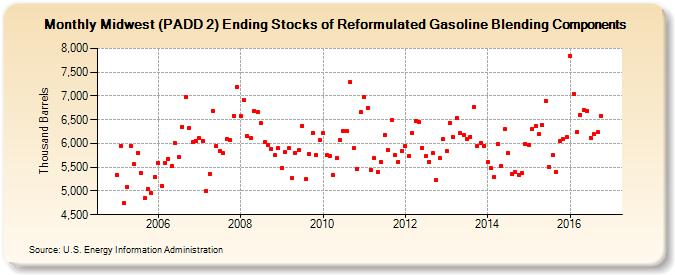 Monthly Midwest (PADD 2) Ending Stocks of Reformulated Gasoline Blending Components
Thousand Barrels
8,000
7,500
7,000
6,500
6,000
5,500
5,000
4,500
2006 2008 2010 2012 2014 2016
Source: U.S. Energy Information Administration